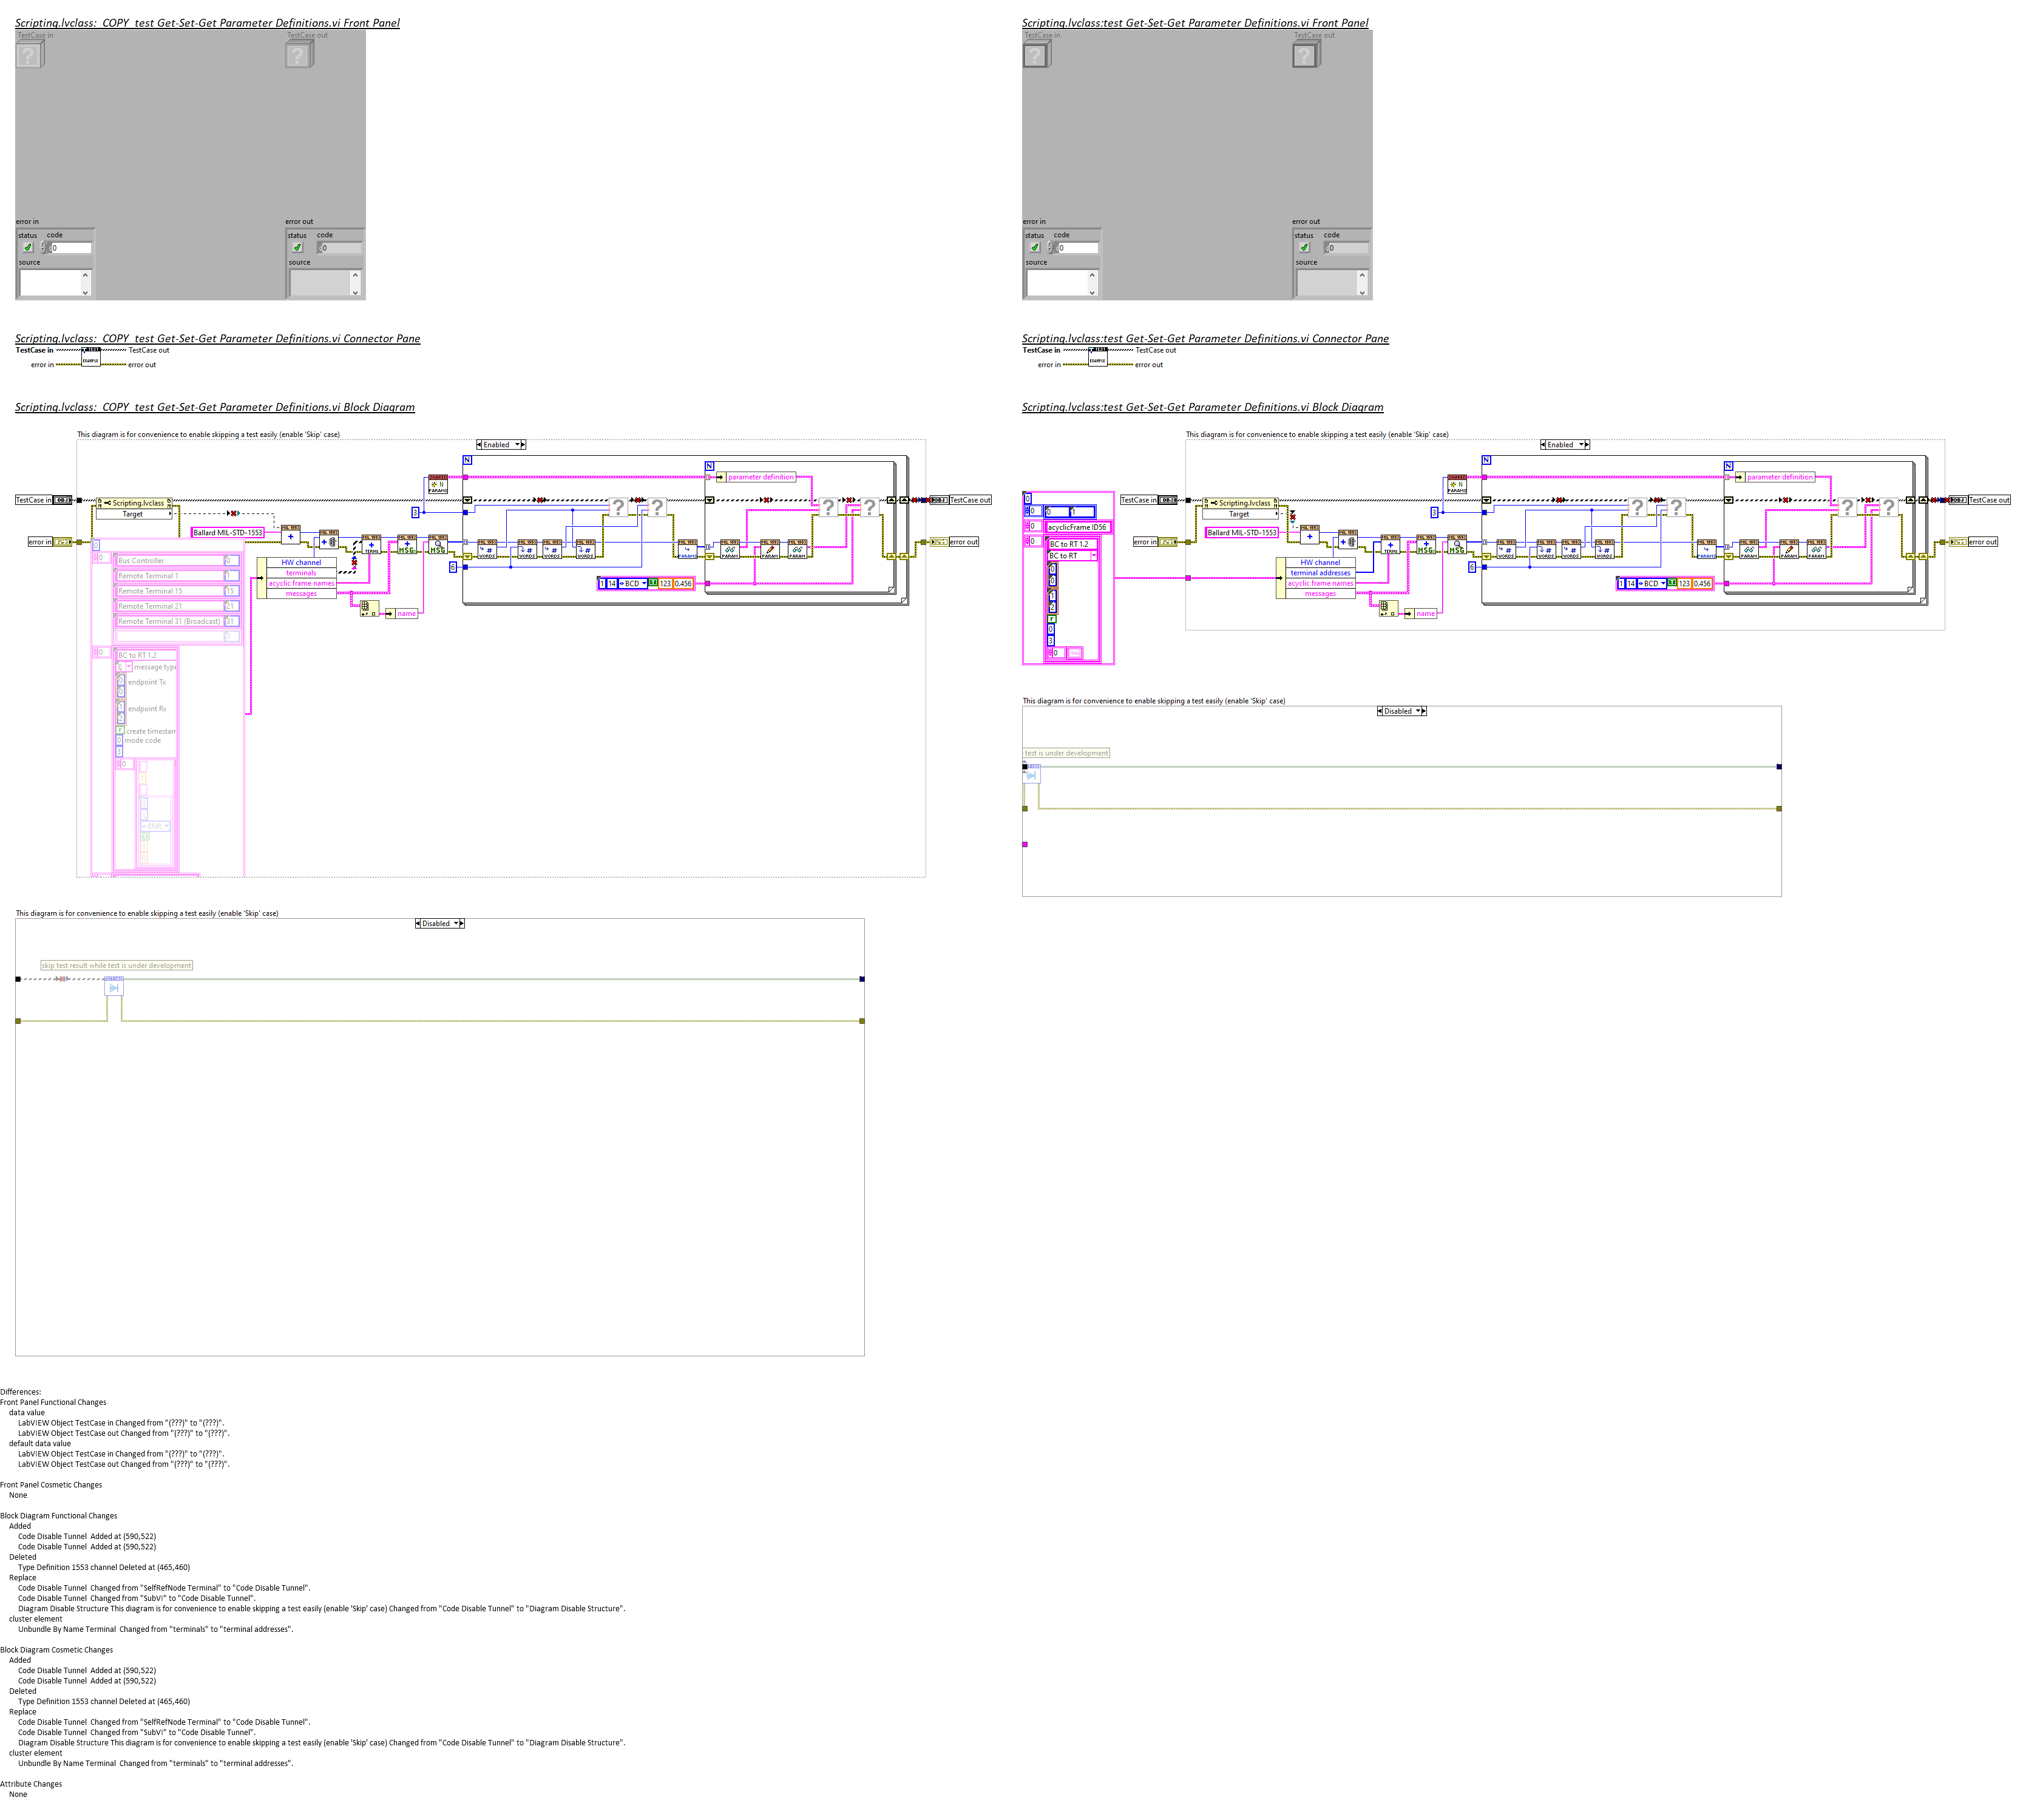 Scripting.lvclass:_COPY_test Get-Set-Get Parameter Definitions.vi Front Panel
TestCase in
TestCase out
error in
error out
status code
status code
0
0
source
source
Scripting.lvclass:_COPY_test Get-Set-Get Parameter Definitions.vi Connector Pane
TestCase in
TestCase out
error in
error out
Scripting.lvclass:_COPY_test Get-Set-Get Parameter Definitions.vi Block Diagram
This diagram is for convenience to enable skipping a test easily (enable 'Skip' case)
Enabled
N
N
parameter definition
TestCase in
TestCase out
Scripting.lvclass
Target
3
Ballard MIL-STD-1553
error in
error out
Bus Controller 0
HW channel
Remote Terminal 1 1
terminals
6
Remote Terminal 15 15
acyclic frame names
1 14 BCD 123 0.456
messages
Remote Terminal 21 21
name
Remote Terminal 31 (Broadcast) 31
0
BC to RT 1.2
message type
endpoint Tx
endpoint Rx
create timestam
mode code
3
0
BNR
This diagram is for convenience to enable skipping a test easily (enable 'Skip' case)
Disabled
skip test result while test is under development
Scripting.lvclass:test Get-Set-Get Parameter Definitions.vi Front Panel
TestCase in
TestCase out
error in
error out
status code
status code
0
0
source
source
Scripting.lvclass:test Get-Set-Get Parameter Definitions.vi Connector Pane
TestCase in
TestCase out
error in
error out
Scripting.lvclass:test Get-Set-Get Parameter Definitions.vi Block Diagram
This diagram is for convenience to enable skipping a test easily (enable 'Skip' case)
Enabled
N
N
parameter definition
TestCase in
TestCase out
Scripting.lvclass
Target
3
acyclicFrame ID56
Ballard MIL-STD-1553
error in
error out
BC to RT 1.2
BC to RT
HW channel
terminal addresses
acyclic frame names
messages
6
1 14 BCD 123 0.456
name
This diagram is for convenience to enable skipping a test easily (enable 'Skip' case)
Disabled
test is under development
Differences:
Front Panel Functional Changes
data value
LabVIEW Object TestCase in Changed from "(???)" to "(???)".
LabVIEW Object TestCase out Changed from "(???)" to "(???)".
default data value
LabVIEW Object TestCase in Changed from "(???)" to "(???)".
LabVIEW Object TestCase out Changed from "(???)" to "(???)".
Front Panel Cosmetic Changes
None
Block Diagram Functional Changes
Added
Code Disable Tunnel Added at (590,522)
Code Disable Tunnel Added at (590,522)
Deleted
Type Definition 1553 channel Deleted at (465,460)
Replace
Code Disable Tunnel Changed from "SelfRefNode Terminal" to "Code Disable Tunnel".
Code Disable Tunnel Changed from "SubVI" to "Code Disable Tunnel".
Diagram Disable Structure This diagram is for convenience to enable skipping a test easily (enable 'Skip' case) Changed from "Code Disable Tunnel" to "Diagram Disable Structure".
cluster element
Unbundle By Name Terminal Changed from "terminals" to "terminal addresses".
Block Diagram Cosmetic Changes
Added
Code Disable Tunnel Added at (590,522)
Code Disable Tunnel Added at (590,522)
Deleted
Type Definition 1553 channel Deleted at (465,460)
Replace
Code Disable Tunnel Changed from "SelfRefNode Terminal" to "Code Disable Tunnel".
Code Disable Tunnel Changed from "SubVI" to "Code Disable Tunnel".
Diagram Disable Structure This diagram is for convenience to enable skipping a test easily (enable 'Skip' case) Changed from "Code Disable Tunnel" to "Diagram Disable Structure".
cluster element
Unbundle By Name Terminal Changed from "terminals" to "terminal addresses".
Attribute Changes
None